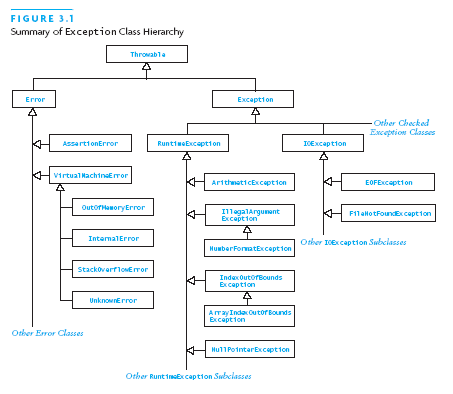 FIGURE 3.1
Summary of Exception Class Hierarchy
Throwable
Error
Exception
Other Checked
Exception Classes
AssertionError
RuntimeException
IOException
VirtualMachineError
ArithmeticException
EOFException
OutOfMemoryError
IllegalArgument
Exception
FileNotFoundException
InternalError
NumberFormatException
Other IOException Subclasses
StackOverflowError
IndexOutOfBounds
Exception
UnknownError
ArrayIndexOutOfBounds
Exception
Other Error Classes
NullPointerException
Other RuntimeException Subclasses